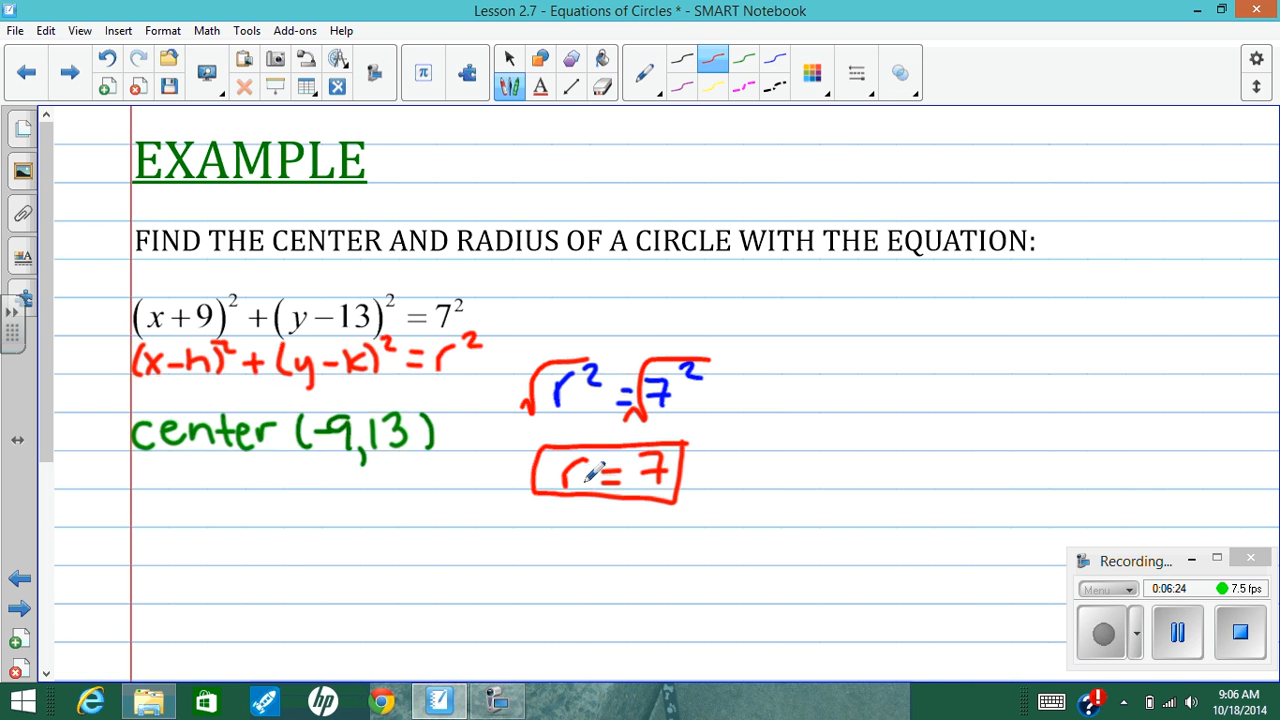 Lesson 2.7 - Equations of Circles * - SMART Notebook
File Edit View Insert Format Math Tools Add-ons Help
EXAMPLE
FIND THE CENTER AND RADIUS OF A CIRCLE WITH THE EQUATION:
(x+9)² + (y−13)² = 7²
(x−h)² + (y−k)² = r²
√r² = √7²
center (-9,13)
r = 7
Recording...
Menu 0:06:24 7.5 fps
9:06 AM
10/18/2014